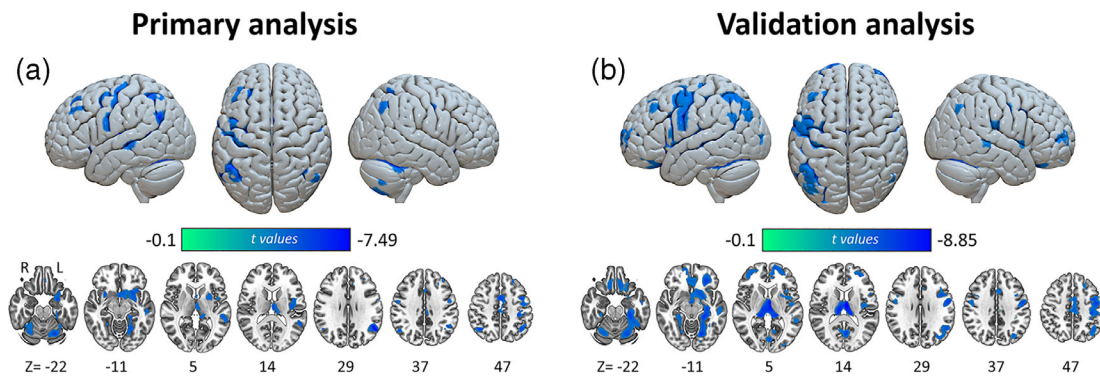 Primary analysis
(a)
-0.1 t values -7.49
R L
Z= -22 -11 5 14 29 37 47
Validation analysis
(b)
-0.1 t values -8.85
Z= -22 -11 5 14 29 37 47